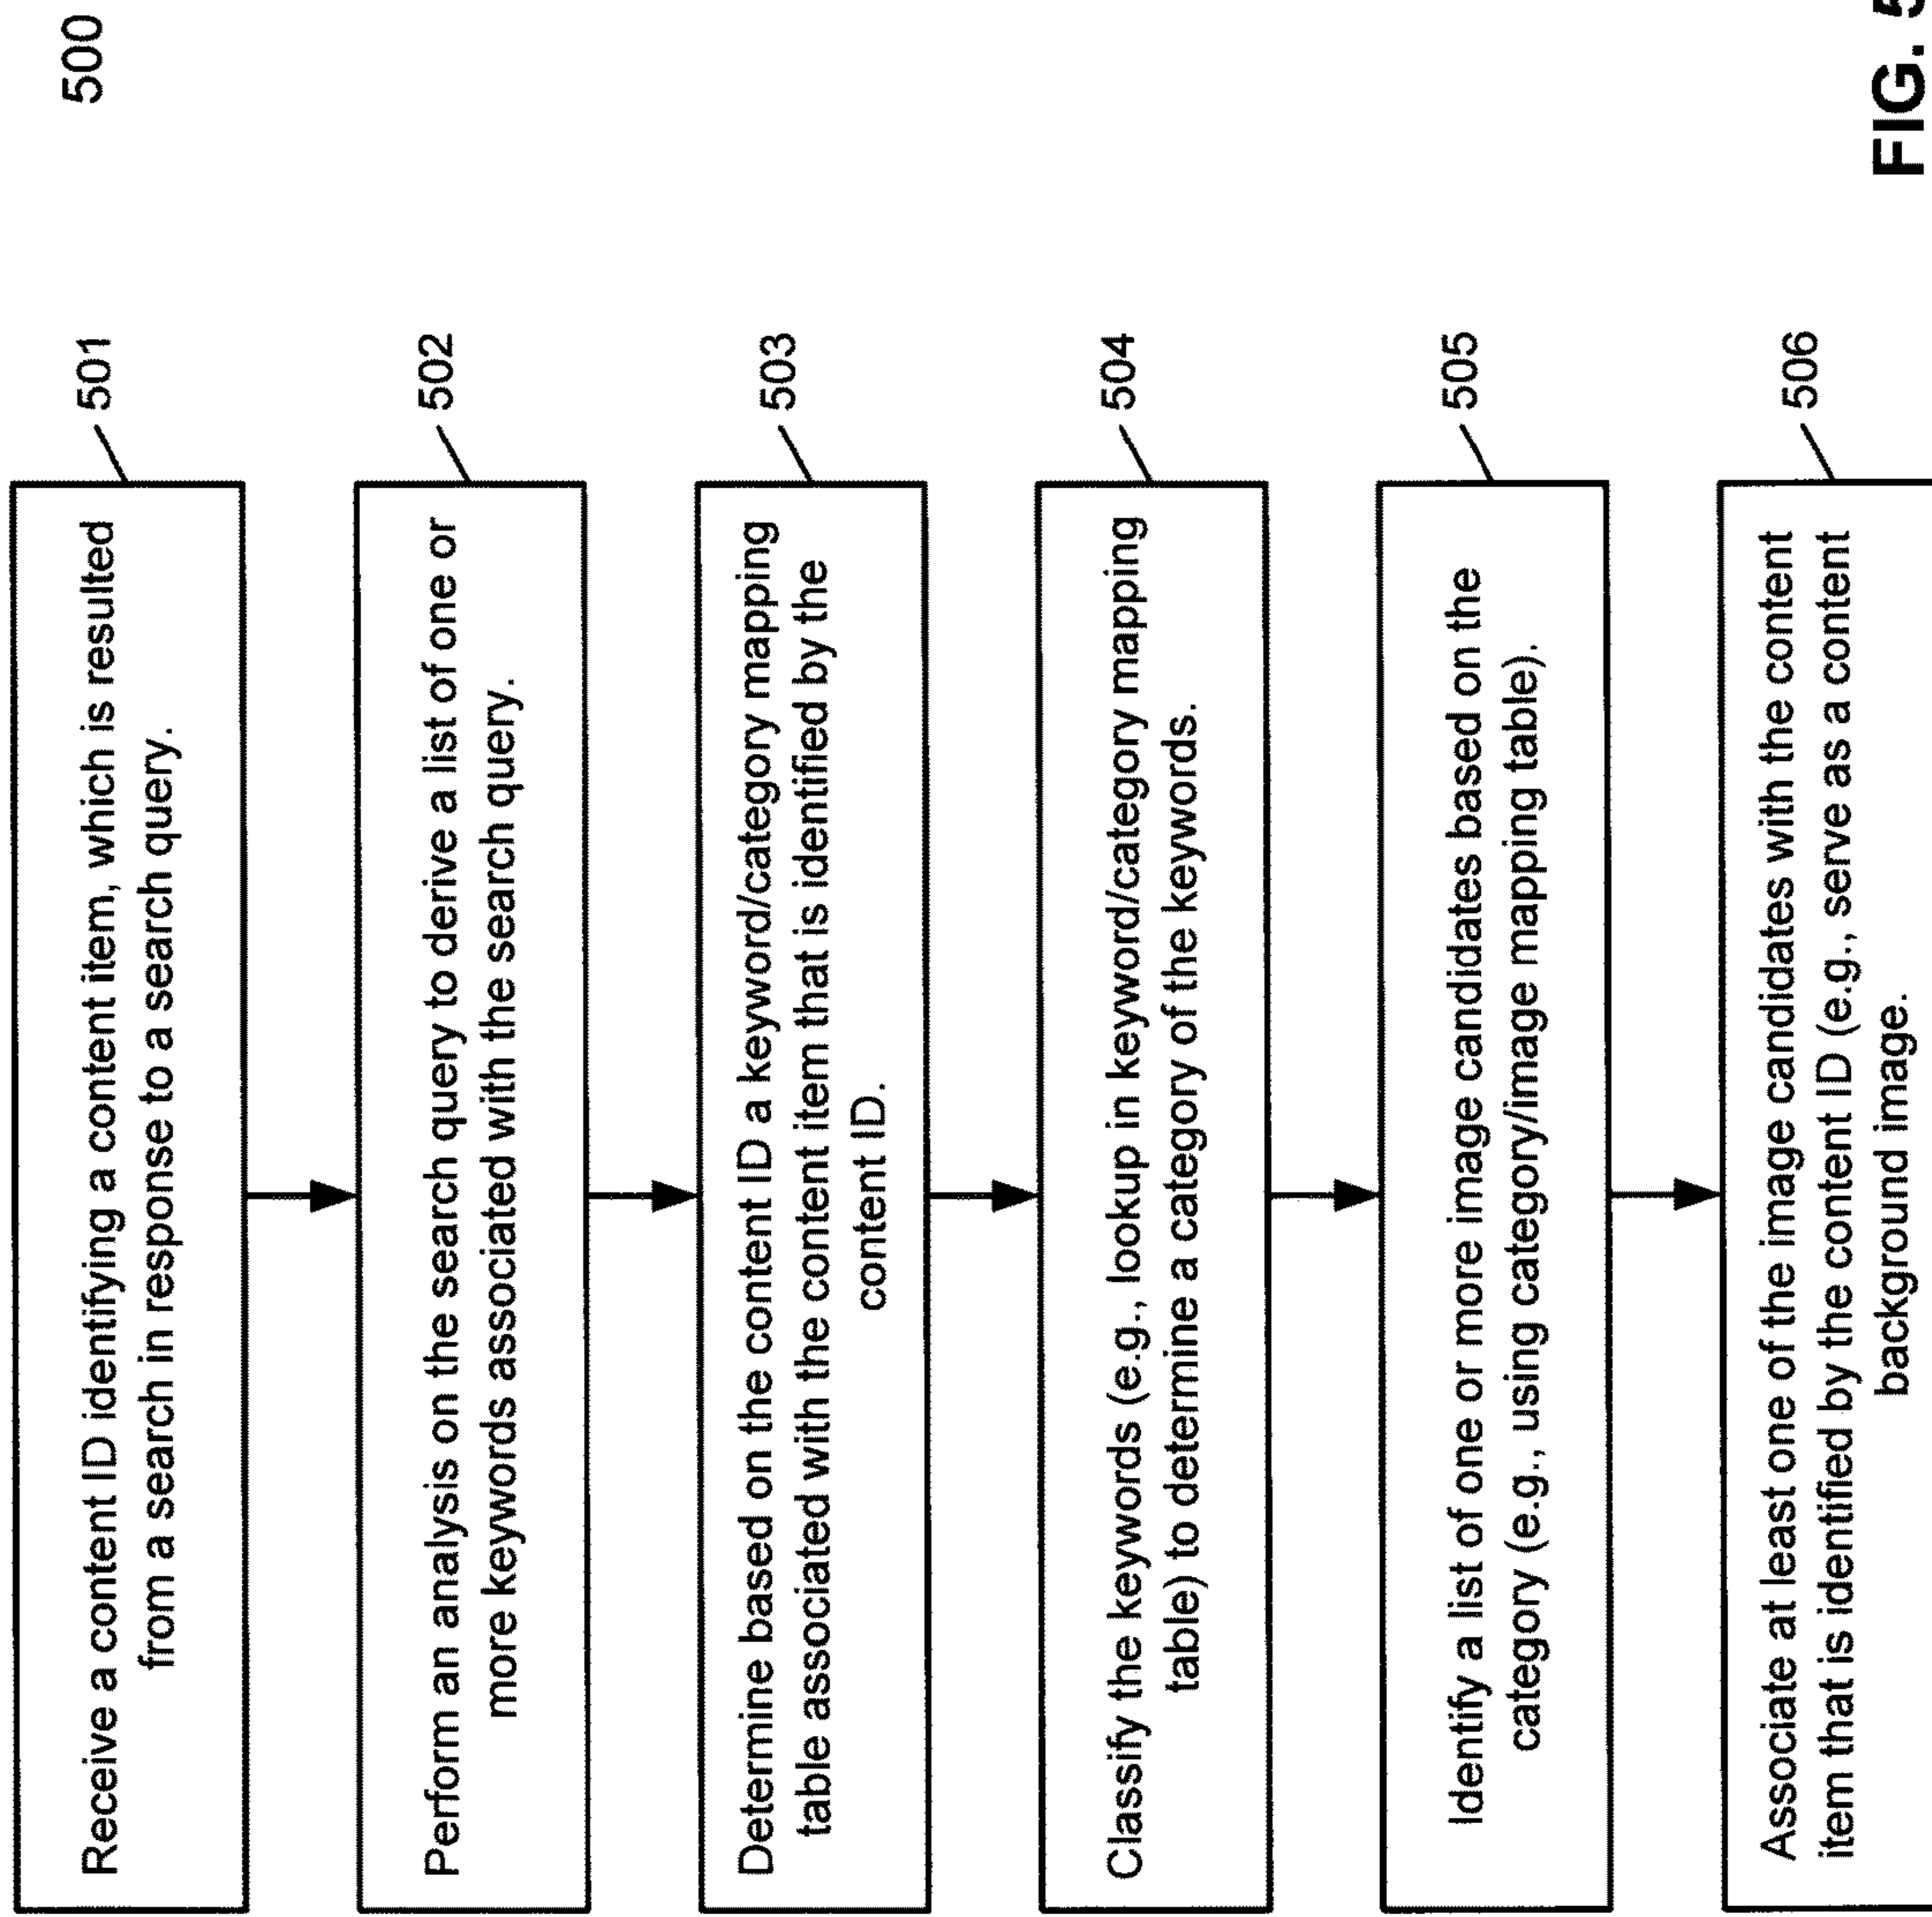 500
Receive a content ID identifying a content item, which is resulted
from a search in response to a search query.
501
Perform an analysis on the search query to derive a list of one or
more keywords associated with the search query.
502
Determine based on the content ID a keyword/category mapping
table associated with the content item that is identified by the
content ID.
503
Classify the keywords (e.g., lookup in keyword/category mapping
table) to determine a category of the keywords.
504
Identify a list of one or more image candidates based on the
category (e.g., using category/image mapping table).
505
Associate at least one of the image candidates with the content
item that is identified by the content ID (e.g., serve as a content
background image.
506
FIG. 5